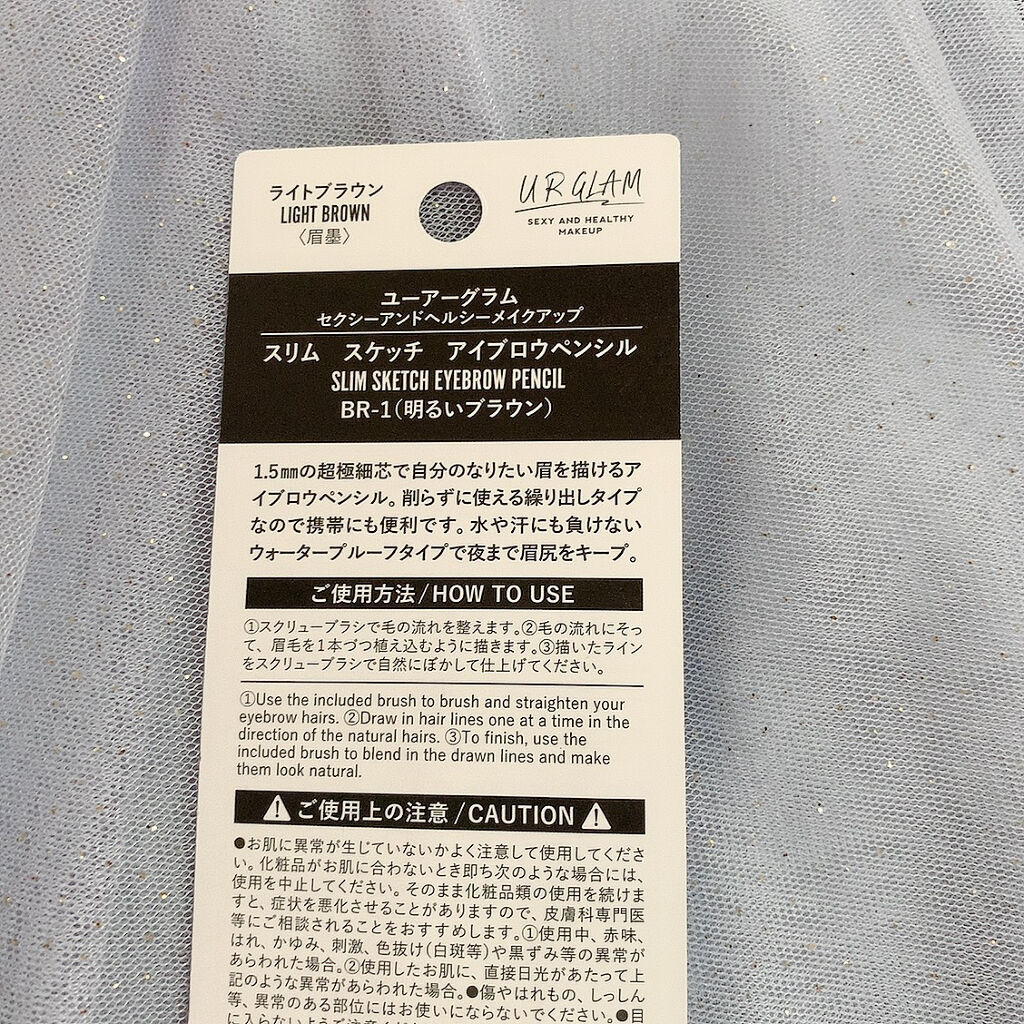 ライトブラウン
LIGHT BROWN
〈眉墨〉
UR GLAM
SEXY AND HEALTHY
MAKEUP
ユーアーグラム
セクシーアンドヘルシーメイクアップ
スリム　スケッチ　アイブロウペンシル
SLIM SKETCH EYEBROW PENCIL
BR-1(明るいブラウン)
1.5㎜の超極細芯で自分のなりたい眉を描けるア
イブロウペンシル。削らずに使える繰り出しタイプ
なので携帯にも便利です。水や汗にも負けない
ウォータープルーフタイプで夜まで眉尻をキープ。
ご使用方法/HOW TO USE
①スクリューブラシで毛の流れを整えます。②毛の流れにそっ
て、眉毛を1本づつ植え込むように描きます。③描いたライン
をスクリューブラシで自然にぼかして仕上げてください。
①Use the included brush to brush and straighten your
eyebrow hairs. ②Draw in hair lines one at a time in the
direction of the natural hairs. ③To finish, use the
included brush to blend in the drawn lines and make
them look natural.
ご使用上の注意/CAUTION
●お肌に異常が生じていないかよく注意して使用してくださ
い。化粧品がお肌に合わないとき即ち次のような場合には、
使用を中止してください。そのまま化粧品類の使用を続けま
すと、症状を悪化させることがありますので、皮膚科専門医
等にご相談されることをおすすめします。①使用中、赤味、
はれ、かゆみ、刺激、色抜け(白斑等)や黒ずみ等の異常が
あらわれた場合。②使用したお肌に、直接日光があたって上
記のような異常があらわれた場合。●傷やはれもの、しっしん
等、異常のある部位にはお使いにならないでください。●目
に入らないようご注意くだ